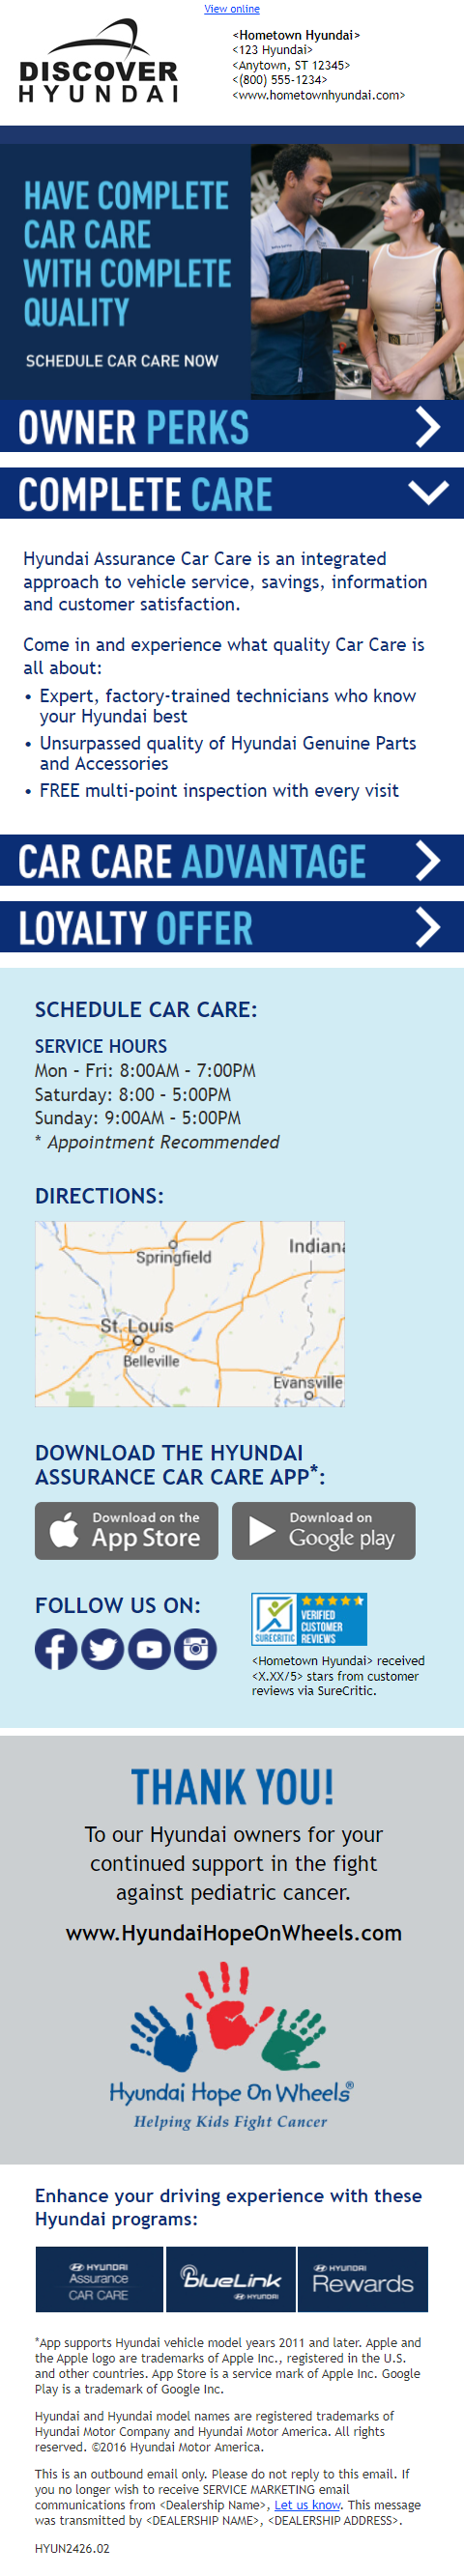 View online
DISCOVER
HYUNDAI
<Hometown Hyundai>
<123 Hyundai>
<Anytown, ST 12345>
<(800) 555-1234>
<www.hometownhyundai.com>
HAVE COMPLETE
CAR CARE
WITH COMPLETE
QUALITY
SCHEDULE CAR CARE NOW
OWNER PERKS
COMPLETE CARE
Hyundai Assurance Car Care is an integrated
approach to vehicle service, savings, information
and customer satisfaction.
Come in and experience what quality Car Care is
all about:
• Expert, factory-trained technicians who know
your Hyundai best
• Unsurpassed quality of Hyundai Genuine Parts
and Accessories
• FREE multi-point inspection with every visit
CAR CARE ADVANTAGE
LOYALTY OFFER
SCHEDULE CAR CARE:
SERVICE HOURS
Mon - Fri: 8:00AM - 7:00PM
Saturday: 8:00 - 5:00PM
Sunday: 9:00AM - 5:00PM
* Appointment Recommended
DIRECTIONS:
Springfield
Indiana
St. Louis
Belleville
Evansville
DOWNLOAD THE HYUNDAI
ASSURANCE CAR CARE APP*:
Download on the
App Store
Download on
Google play
FOLLOW US ON:
SURECRITIC
VERIFIED
CUSTOMER
REVIEWS
<Hometown Hyundai> received
<X.XX/5> stars from customer
reviews via SureCritic.
THANK YOU!
To our Hyundai owners for your
continued support in the fight
against pediatric cancer.
www.HyundaiHopeOnWheels.com
Hyundai Hope On Wheels®
Helping Kids Fight Cancer
Enhance your driving experience with these
Hyundai programs:
HYUNDAI
Assurance
CAR CARE
BlueLink
HYUNDAI
HYUNDAI
Rewards
*App supports Hyundai vehicle model years 2011 and later. Apple and
the Apple logo are trademarks of Apple Inc., registered in the U.S.
and other countries. App Store is a service mark of Apple Inc. Google
Play is a trademark of Google Inc.
Hyundai and Hyundai model names are registered trademarks of
Hyundai Motor Company and Hyundai Motor America. All rights
reserved. ©2016 Hyundai Motor America.
This is an outbound email only. Please do not reply to this email. If
you no longer wish to receive SERVICE MARKETING email
communications from <Dealership Name>, Let us know. This message
was transmitted by <DEALERSHIP NAME>, <DEALERSHIP ADDRESS>.
HYUN2426.02